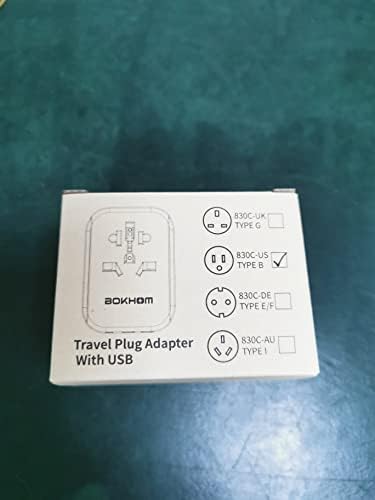 AOKHOM
Travel Plug Adapter
With USB
830C-UK
TYPE G
830C-US
TYPE B
830C-DE
TYPE E/F
830C-AU
TYPE I